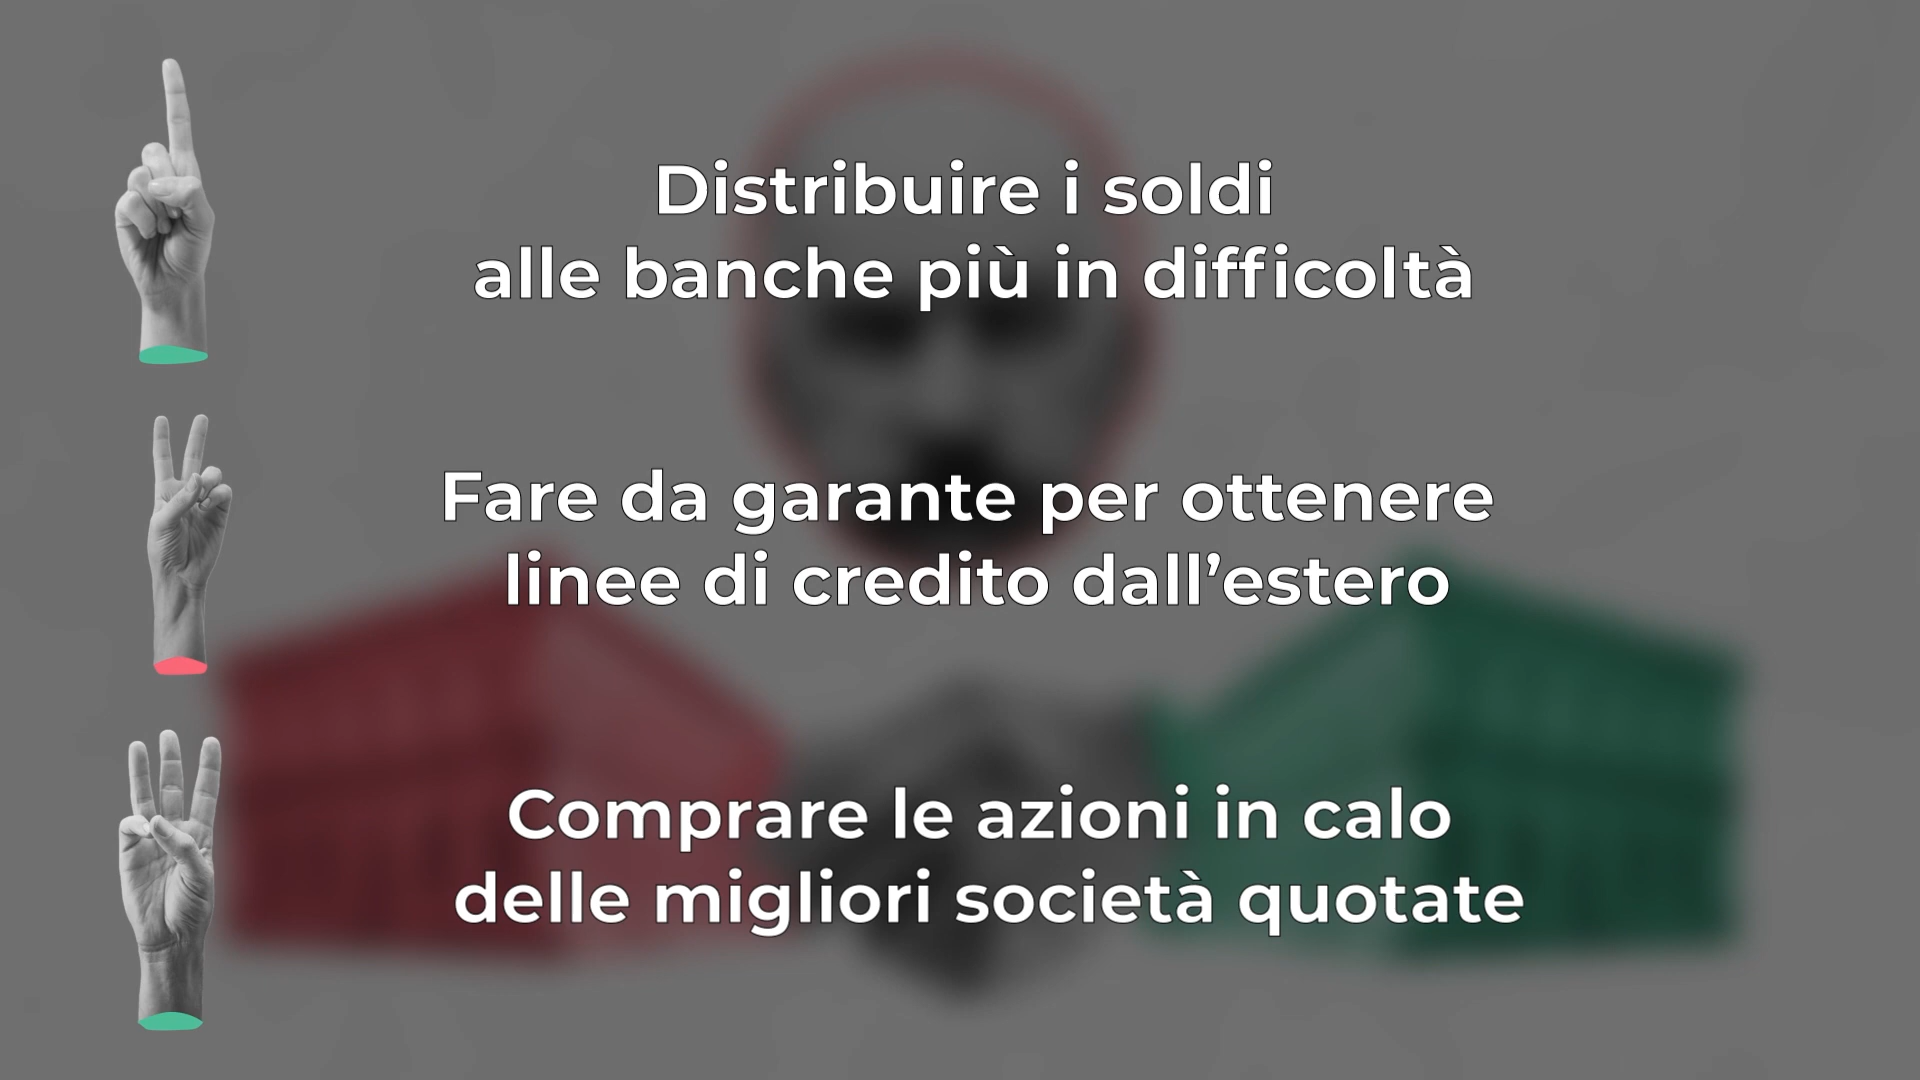 Distribuire i soldi
alle banche più in difficoltà
Fare da garante per ottenere
linee di credito dall’estero
Comprare le azioni in calo
delle migliori società quotate